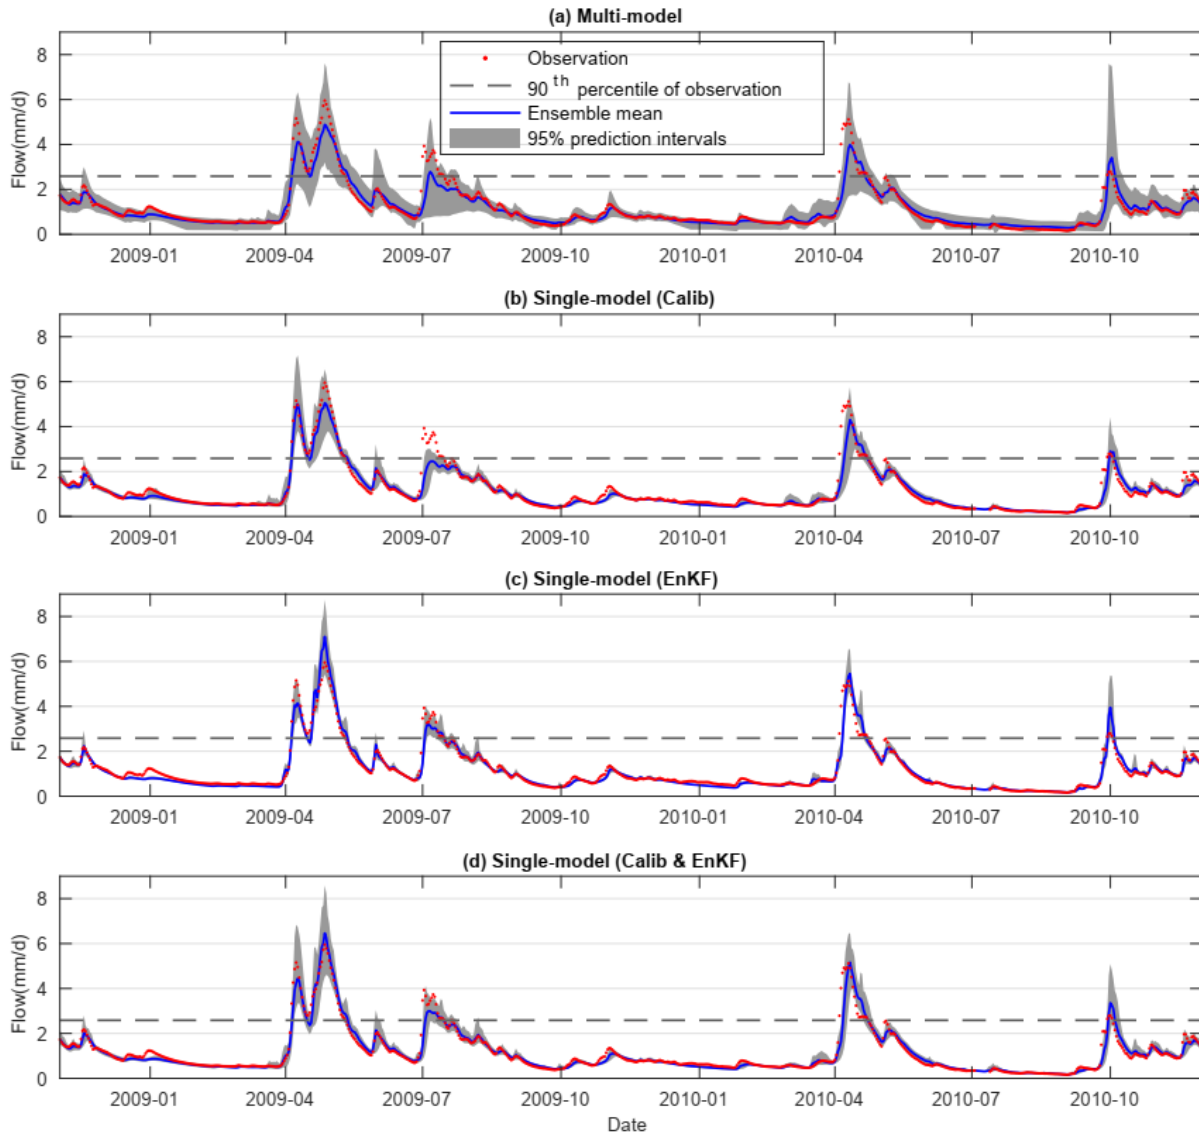 (a) Multi-model
Flow(mm/d)
8
6
4
2
0
Observation
90 th percentile of observation
Ensemble mean
95% prediction intervals
2009-01 2009-04 2009-07 2009-10 2010-01 2010-04 2010-07 2010-10
(b) Single-model (Calib)
Flow(mm/d)
8
6
4
2
0
2009-01 2009-04 2009-07 2009-10 2010-01 2010-04 2010-07 2010-10
(c) Single-model (EnKF)
Flow(mm/d)
8
6
4
2
0
2009-01 2009-04 2009-07 2009-10 2010-01 2010-04 2010-07 2010-10
(d) Single-model (Calib & EnKF)
Flow(mm/d)
8
6
4
2
0
2009-01 2009-04 2009-07 2009-10 2010-01 2010-04 2010-07 2010-10
Date